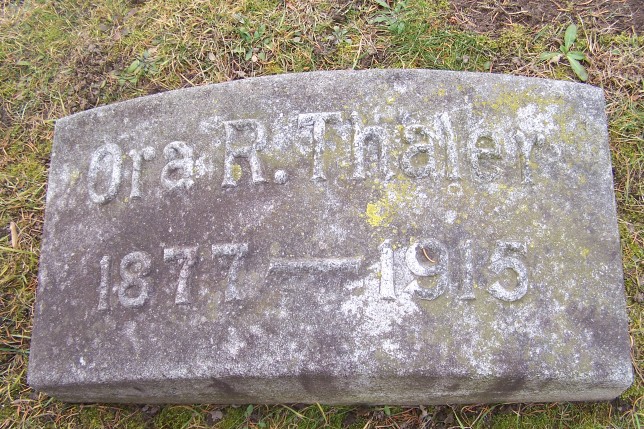 Ora R. Thaler
1877 — 1915